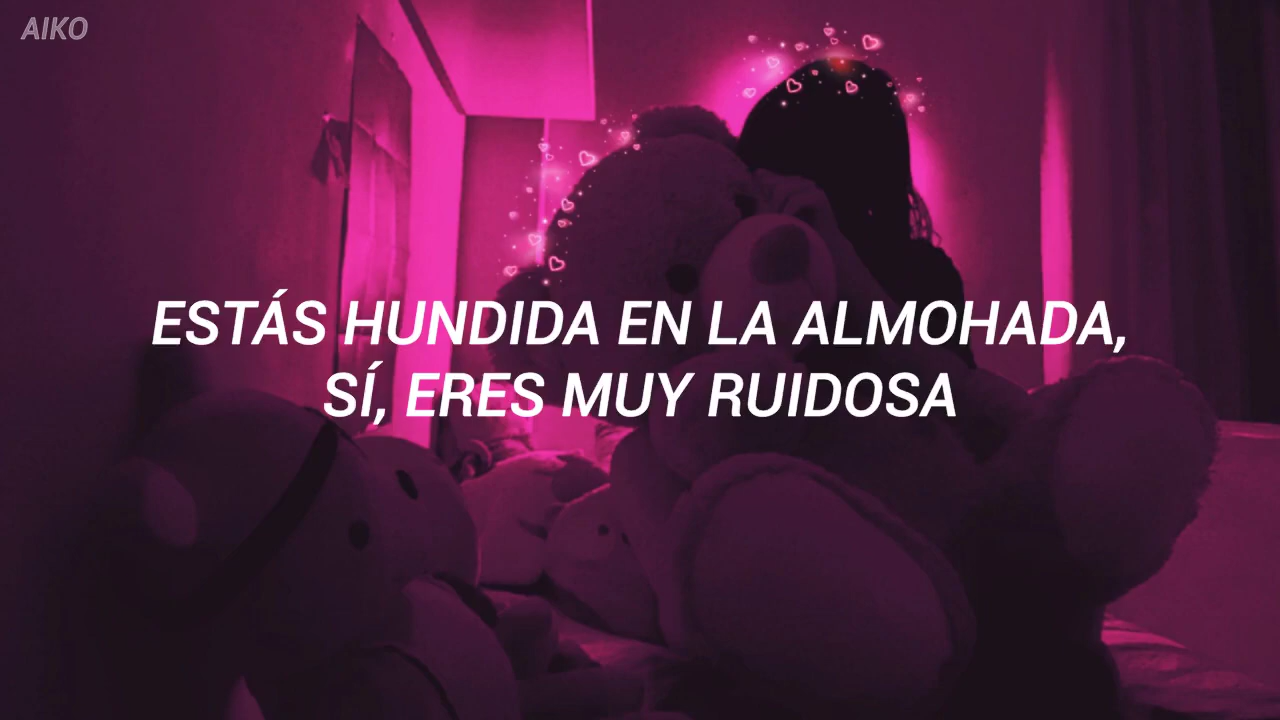 AIKO
ESTÁS HUNDIDA EN LA ALMOHADA,
SÍ, ERES MUY RUIDOSA